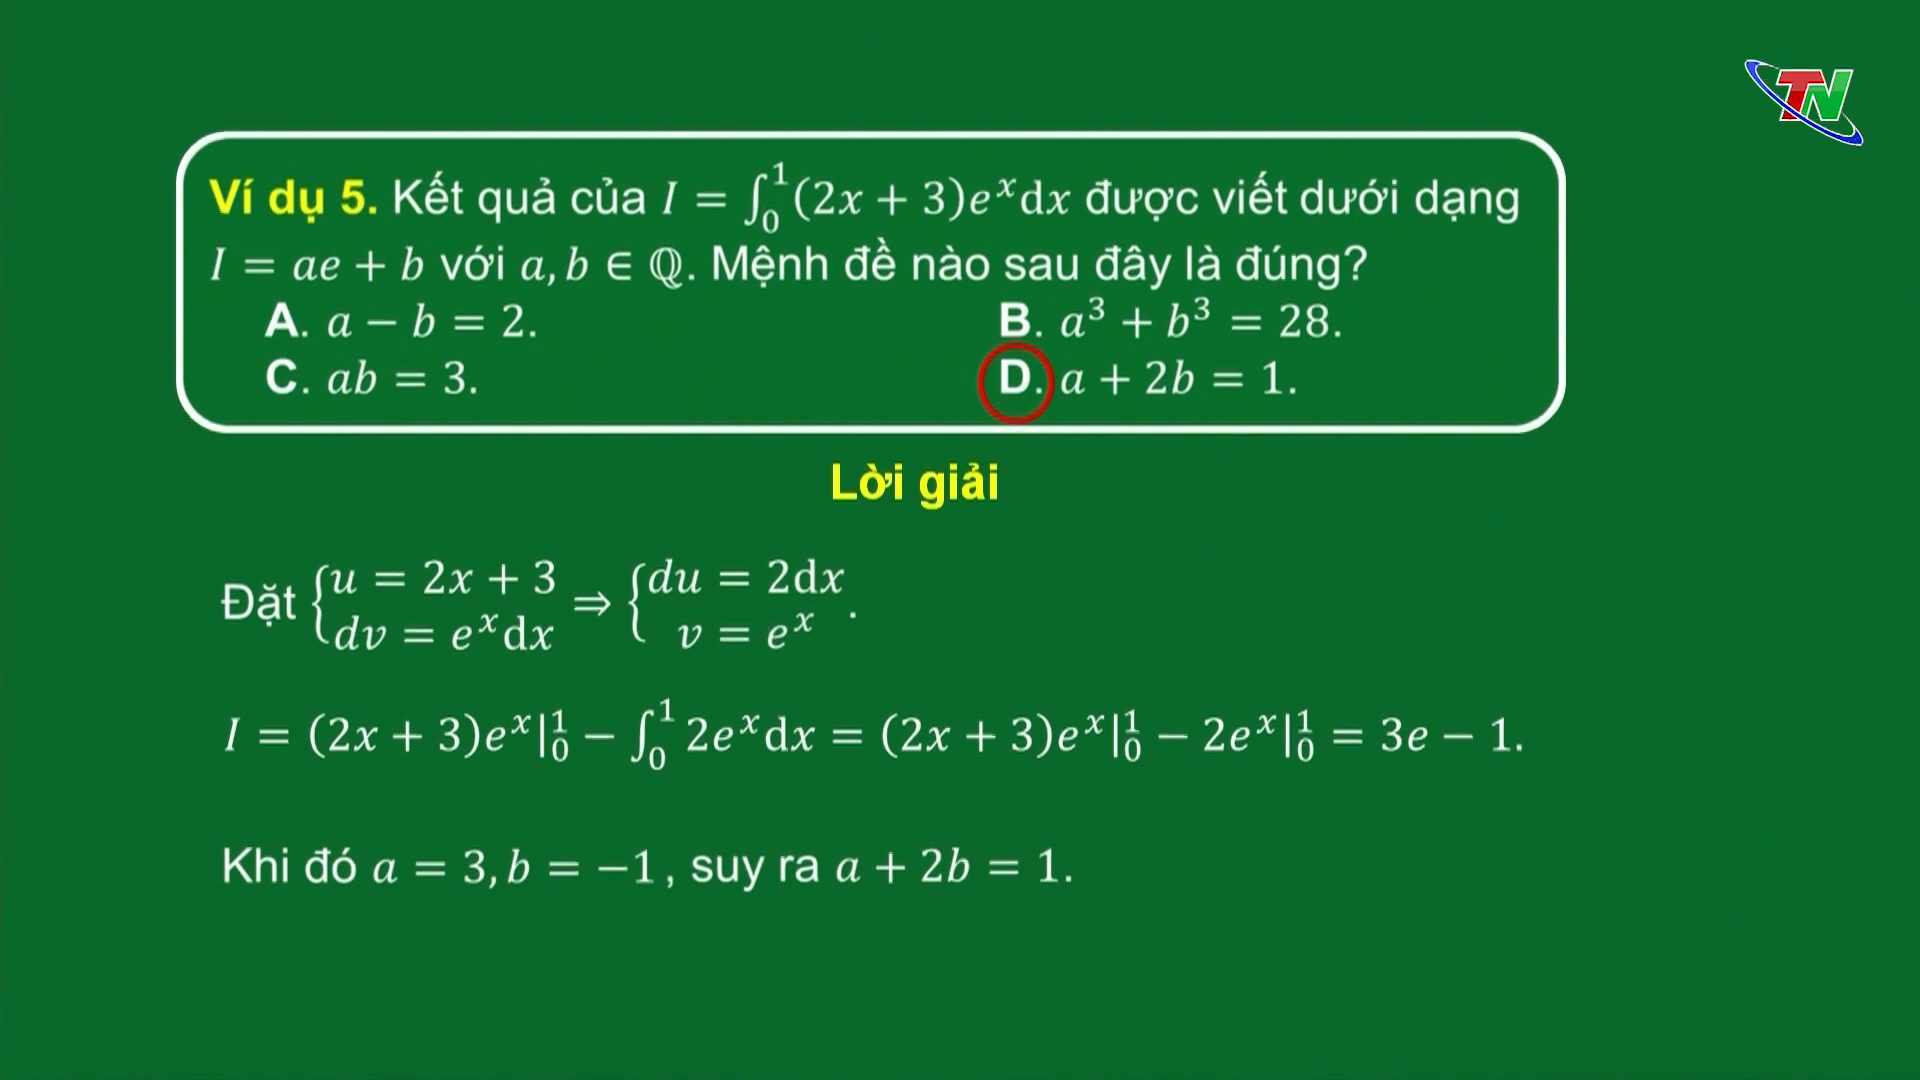 TN
Ví dụ 5. Kết quả của I = ∫₀¹(2x + 3)eˣdx được viết dưới dạng
I = ae + b với a, b ∈ ℚ. Mệnh đề nào sau đây là đúng?
A. a − b = 2. B. a³ + b³ = 28.
C. ab = 3. D. a + 2b = 1.
Lời giải
Đặt {u = 2x + 3 ⇒ {du = 2dx
dv = eˣdx v = eˣ.
I = (2x + 3)eˣ|₀¹ − ∫₀¹ 2eˣdx = (2x + 3)eˣ|₀¹ − 2eˣ|₀¹ = 3e − 1.
Khi đó a = 3, b = −1, suy ra a + 2b = 1.